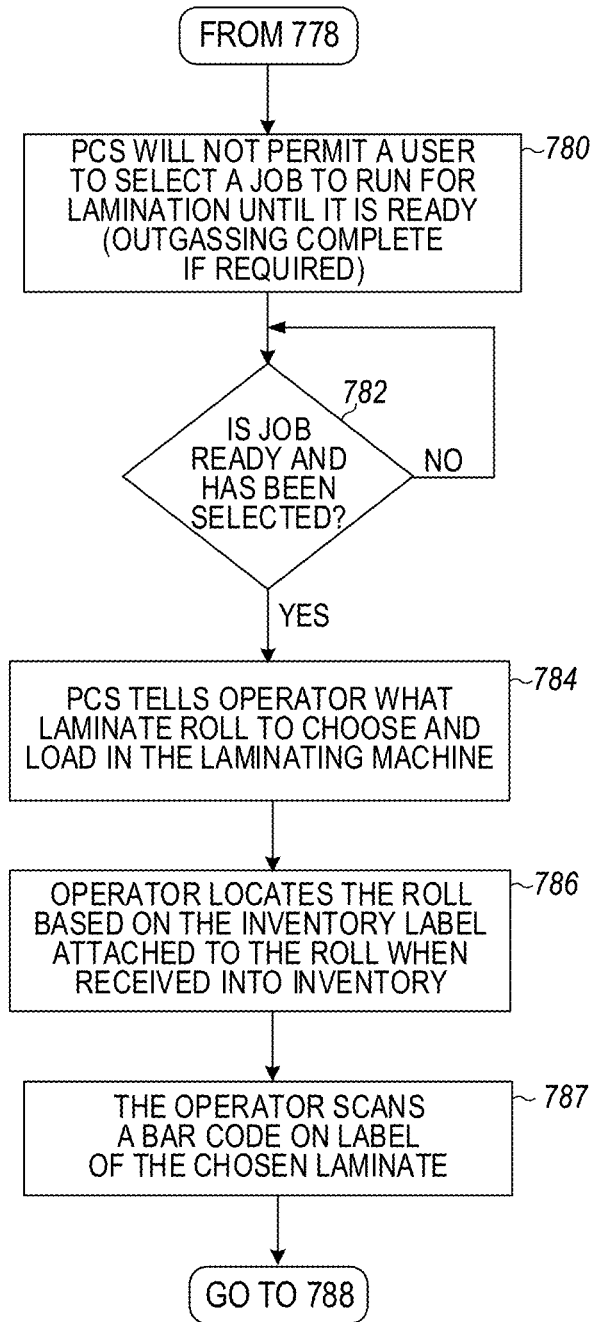 FROM 778
PCS WILL NOT PERMIT A USER
TO SELECT A JOB TO RUN FOR
LAMINATION UNTIL IT IS READY
(OUTGASSING COMPLETE
IF REQUIRED)
780
782
IS JOB
READY AND
HAS BEEN
SELECTED?
NO
YES
PCS TELLS OPERATOR WHAT
LAMINATE ROLL TO CHOOSE AND
LOAD IN THE LAMINATING MACHINE
784
OPERATOR LOCATES THE ROLL
BASED ON THE INVENTORY LABEL
ATTACHED TO THE ROLL WHEN
RECEIVED INTO INVENTORY
786
THE OPERATOR SCANS
A BAR CODE ON LABEL
OF THE CHOSEN LAMINATE
787
GO TO 788